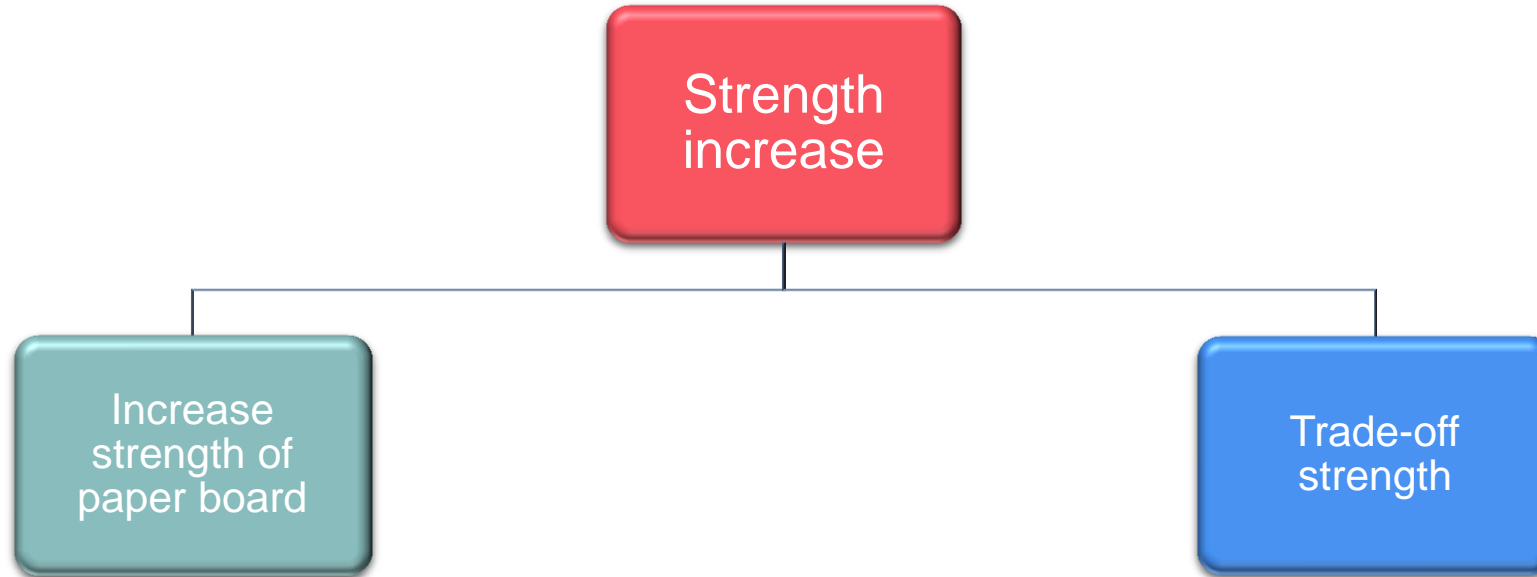 Strength
increase
Increase
strength of
paper board
Trade-off
strength